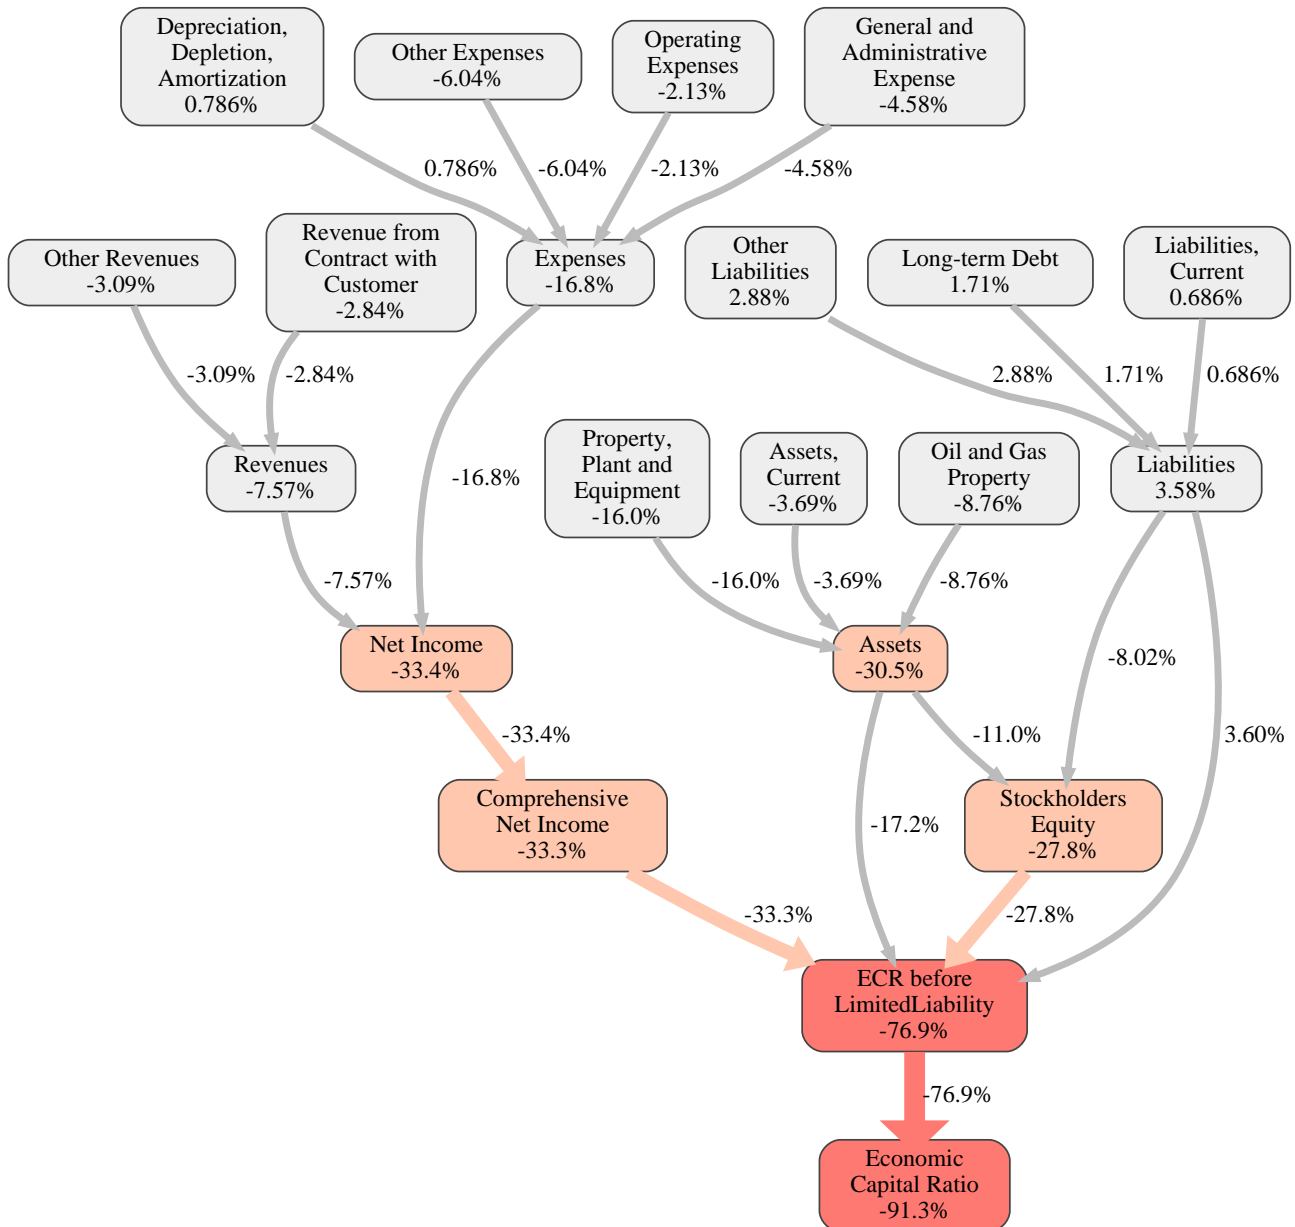 Depreciation,
Depletion,
Amortization
0.786%
Other Expenses
-6.04%
Operating
Expenses
-2.13%
General and
Administrative
Expense
-4.58%
0.786%
-6.04%
-2.13%
-4.58%
Other Revenues
-3.09%
Revenue from
Contract with
Customer
-2.84%
Expenses
-16.8%
Other
Liabilities
2.88%
Long-term Debt
1.71%
Liabilities,
Current
0.686%
-3.09%
-2.84%
2.88%
1.71%
0.686%
Revenues
-7.57%
-16.8%
Property,
Plant and
Equipment
-16.0%
Assets,
Current
-3.69%
Oil and Gas
Property
-8.76%
Liabilities
3.58%
-7.57%
-16.0%
-3.69%
-8.76%
Net Income
-33.4%
Assets
-30.5%
-8.02%
-33.4%
-11.0%
3.60%
Comprehensive
Net Income
-33.3%
-17.2%
Stockholders
Equity
-27.8%
-33.3%
-27.8%
ECR before
LimitedLiability
-76.9%
-76.9%
Economic
Capital Ratio
-91.3%